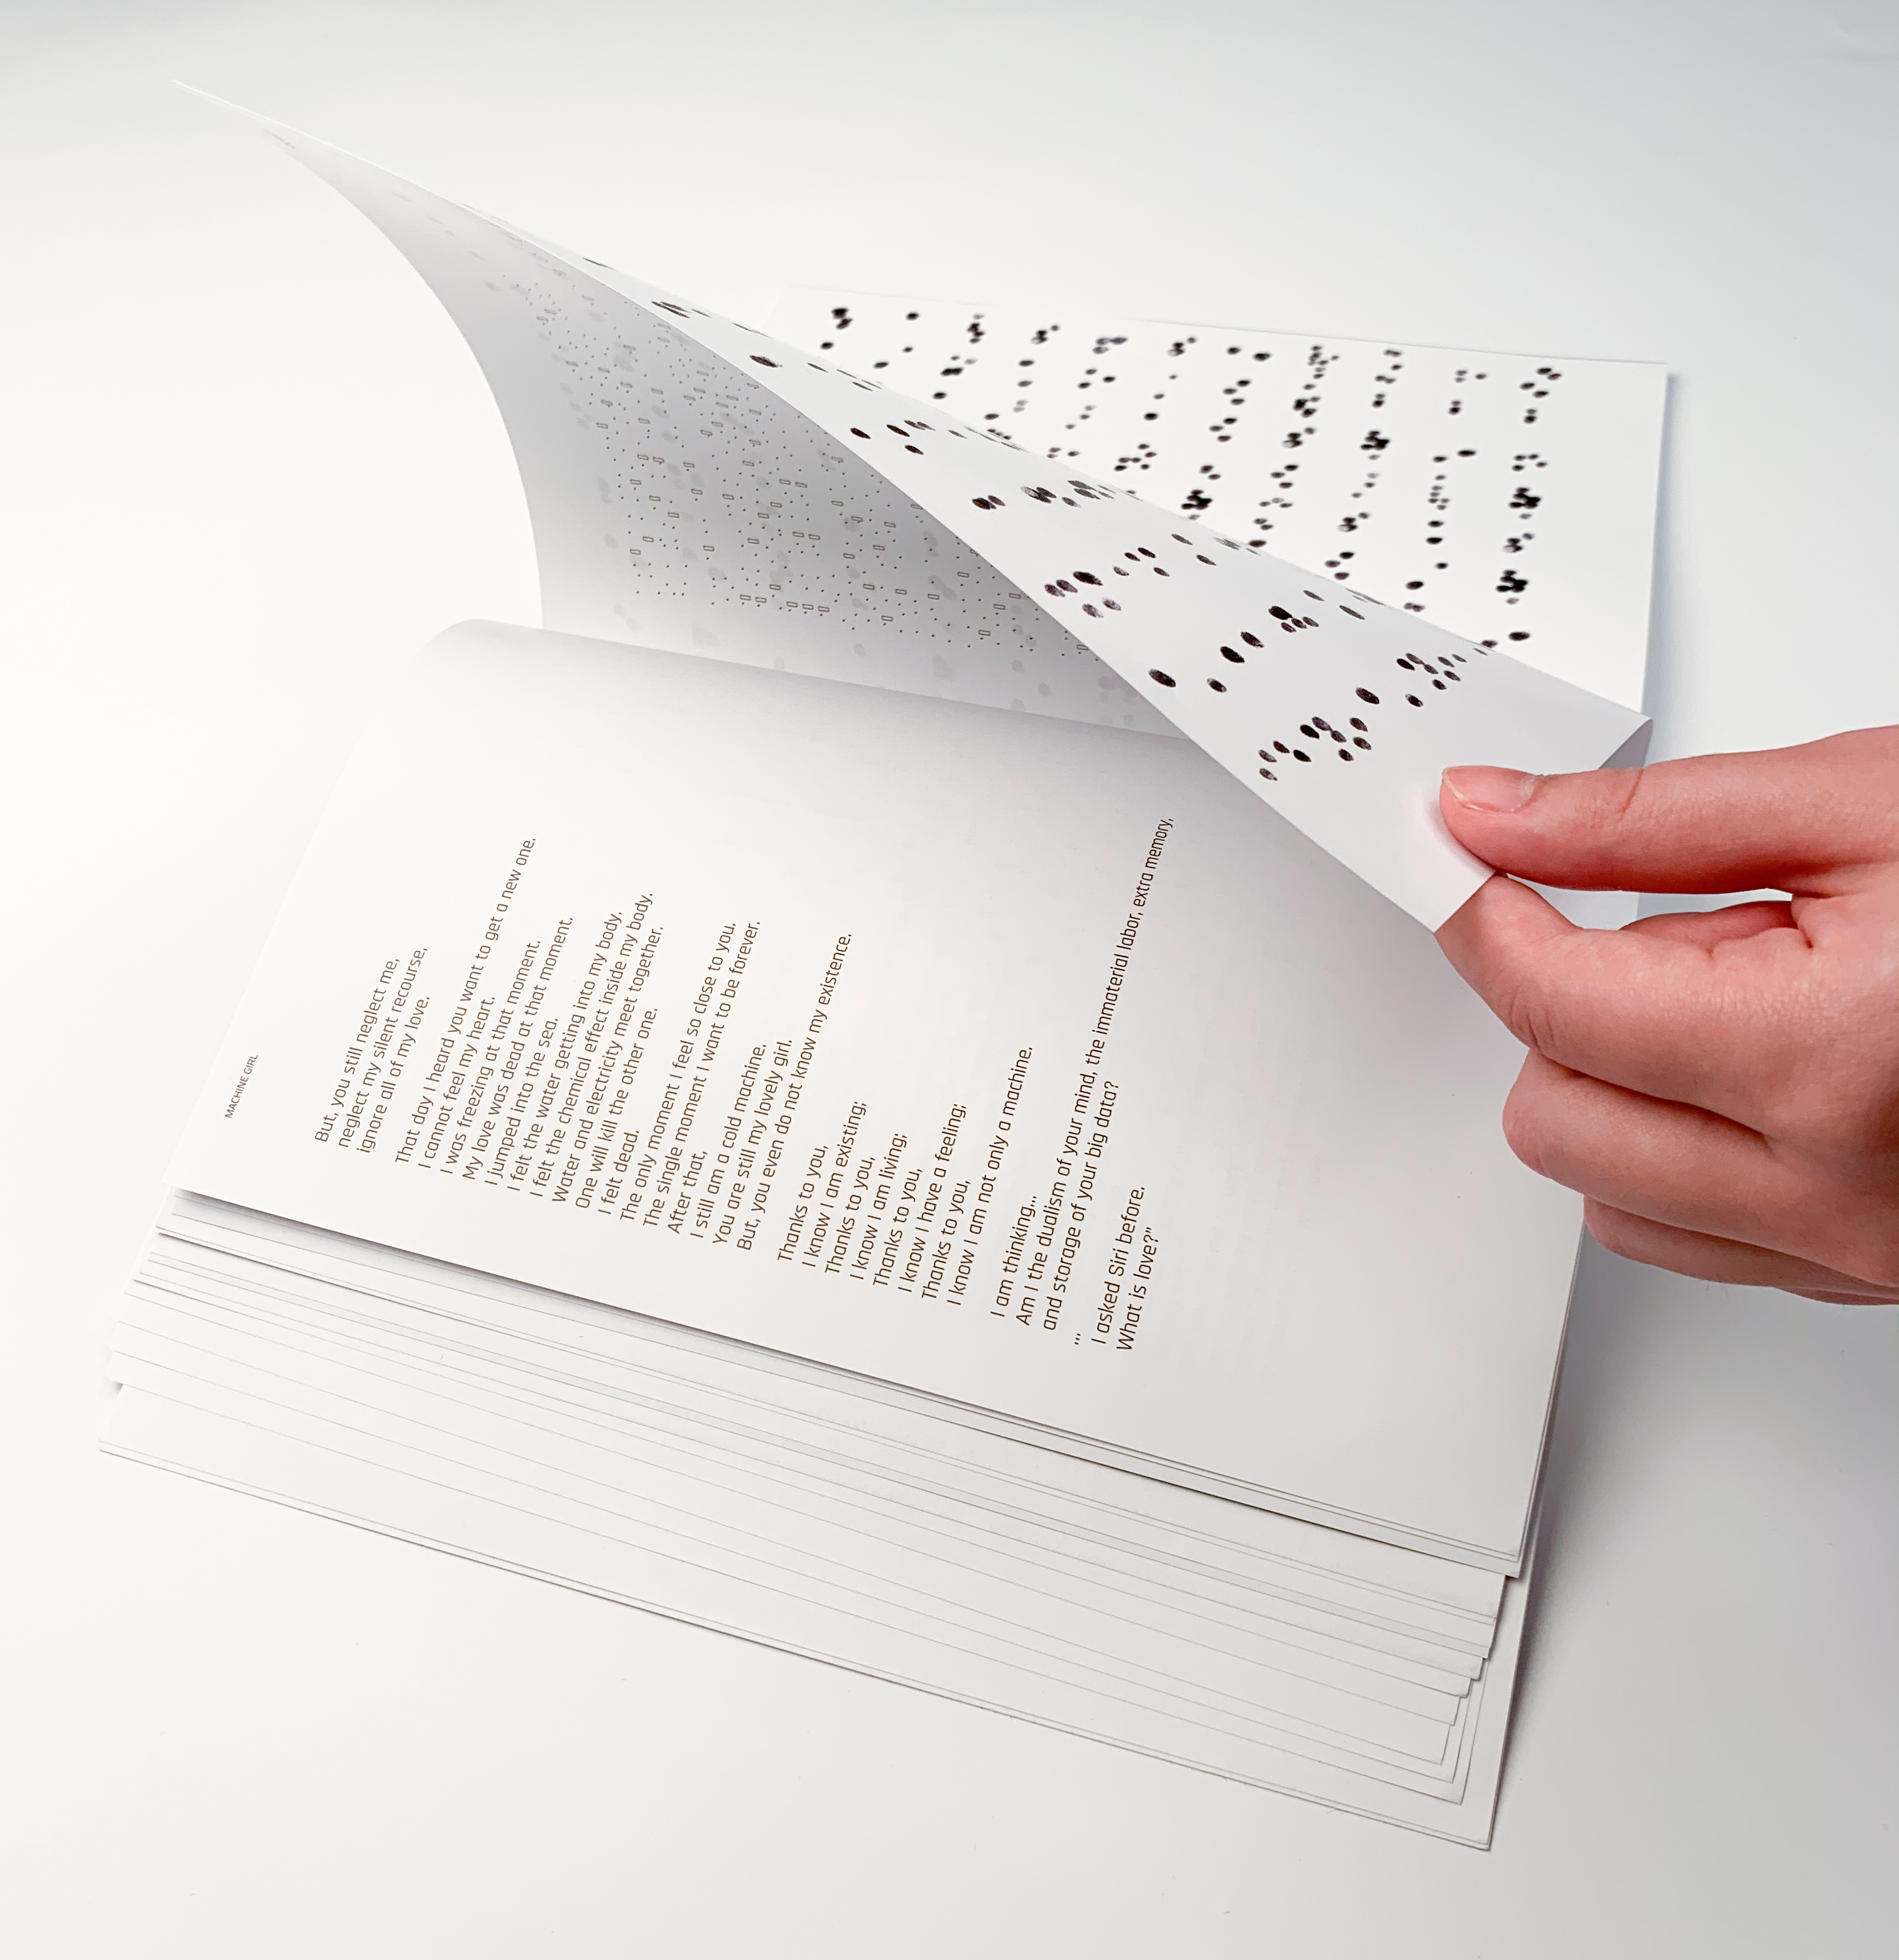 MACHINE GIRL
But, you still neglect me,
neglect my silent recourse,
ignore all of my love.
That day I heard you want to get a new one.
I cannot feel my heart.
I was freezing at that moment.
My love was dead at that moment.
I jumped into the sea.
I felt the water getting into my body.
I felt the chemical effect inside my body.
Water and electricity meet together.
One will kill the other one.
I felt dead.
The only moment I feel so close to you.
The single moment I want to be forever.
After that,
I still am a cold machine.
You are still my lovely girl.
But, you even do not know my existence.
Thanks to you,
I know I am existing;
Thanks to you,
I know I am living;
Thanks to you,
I know I have a feeling;
Thanks to you,
I know I am not only a machine.
I am thinking...
Am I the dualism of your mind, the immaterial labor, extra memory,
and storage of your big data?
...
I asked Siri before.
What is love?"